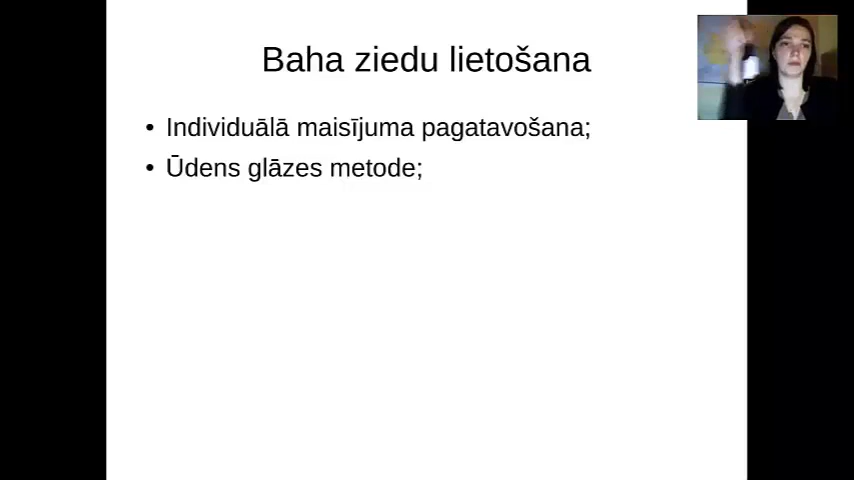 Baha ziedu lietošana
• Individuālā maisījuma pagatavošana;
• Ūdens glāzes metode;